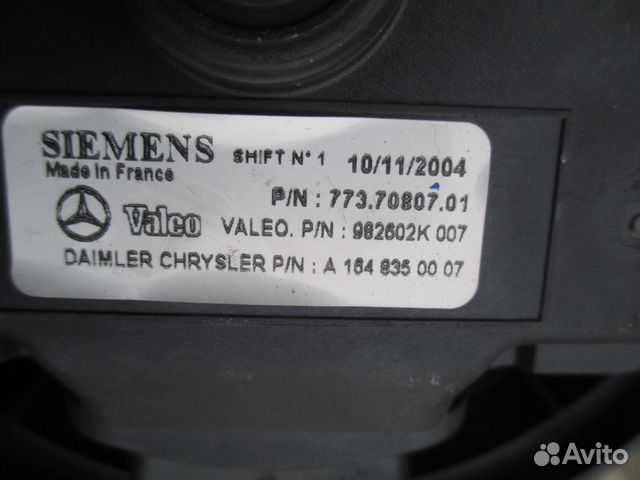 SIEMENS SHIFT N° 1 10/11/2004
Made in France
P/N : 773.70807.01
Valeo VALEO. P/N : 982602K 007
DAIMLER CHRYSLER P/N : A 164 835 00 07
Avito